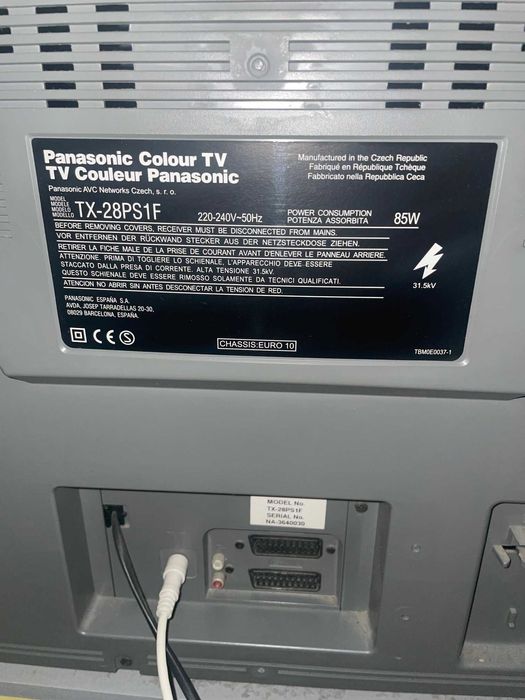 Panasonic Colour TV
TV Couleur Panasonic
Panasonic AVC Networks Czech, s. r. o.
Manufactured in the Czech Republic
Fabriqué en République Tchèque
Fabbricato nella Repubblica Ceca
MODEL
MODELE
MODELO
MODELLO
TX-28PS1F
220-240V~50Hz
POWER CONSUMPTION
POTENZA ASSORBITA
85W
BEFORE REMOVING COVERS, RECEIVER MUST BE DISCONNECTED FROM MAINS.
VOR ENTFERNEN DER RÜCKWAND STECKER AUS DER NETZSTECKDOSE ZIEHEN.
RETIRER LA FICHE MALE DE LA PRISE DE COURANT AVANT D'ENLEVER LE PANNEAU ARRIERE.
ATTENZIONE. PRIMA DI TOGLIERE LO SCHIENALE, L'APPARECCHIO DEVE ESSERE
STACCATO DALLA PRESA DI CORRENTE. ALTA TENSIONE 31.5kV.
QUESTO SCHIENALE DEVE ESSERE RIMOSSO SOLAMENTE DA TECNICI QUALIFICATI.
ATENCION NO ABRIR SIN ANTES DESCONECTAR LA TENSION DE RED.
31.5kV
PANASONIC ESPAÑA, S.A.
AVDA, JOSEP TARRADELLAS 20-30,
08029 BARCELONA, ESPAÑA.
CE S
CHASSIS:EURO 10
TBM0E0037-1
MODEL No.
TX-28PS1F
SERIAL No.
NA-3640030